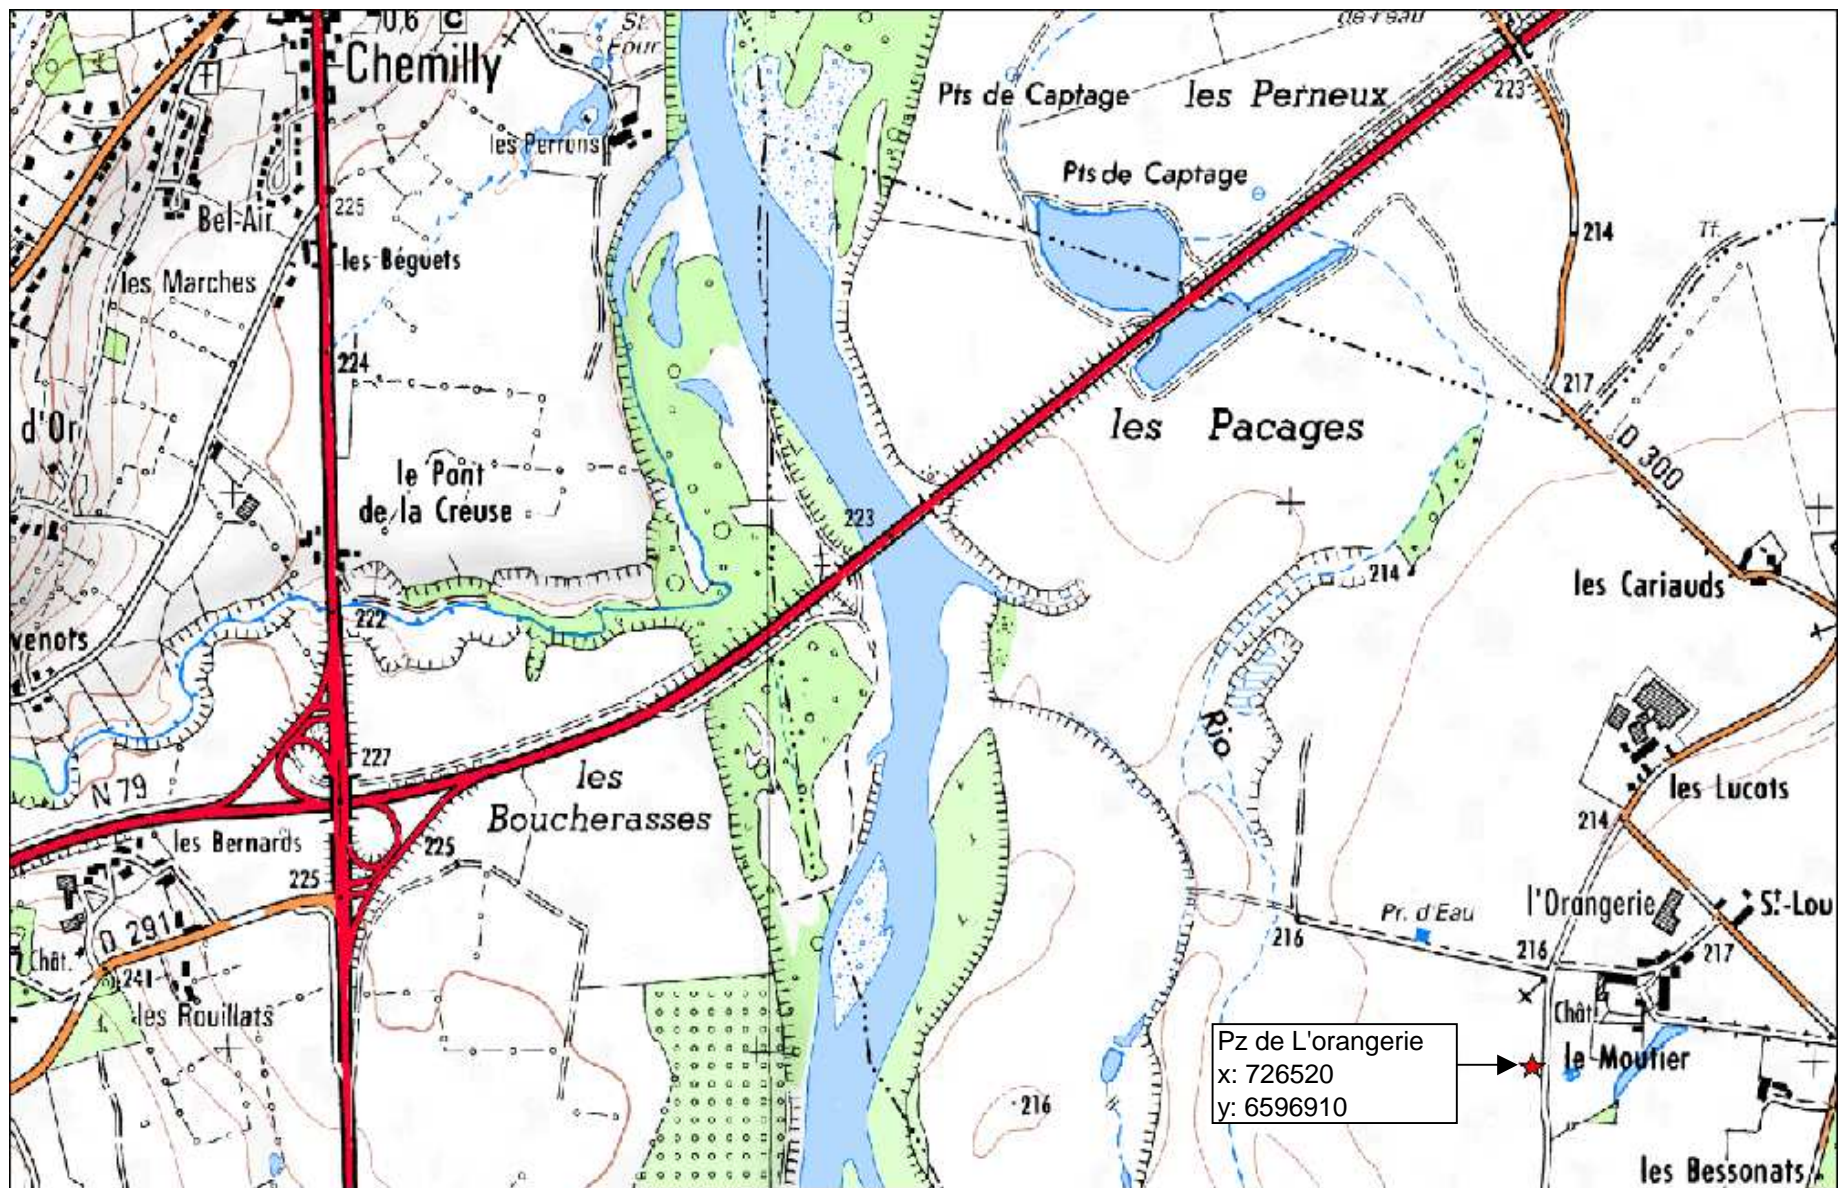 70,6 C
St
Four
de l'eau
Chemilly
Pts de Captage
les Perneux
223
les Perrons
Pts de Captage
225
Bel-Air
214
Tf.
les Béguets
les Marches
224
217
d'Or
les Pacages
D 300
le Pont
de la Creuse
223
214
les Cariauds
222
venots
Rio
227
les
Boucherasses
N 79
les Lucots
214
les Bernards
225
225
l'Orangerie
St-Lou
Pr. d'Eau
D 291
216
216
217
Chât.
241
les Rouillats
Chât.
Pz de L'orangerie
x: 726520
y: 6596910
le Moutier
216
les Bessonats